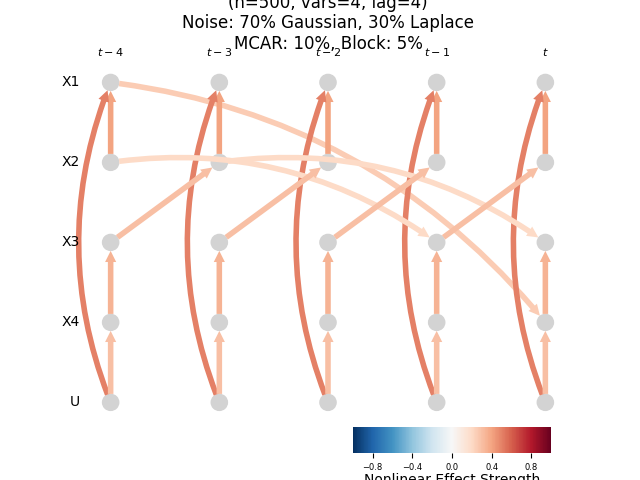 (n=500, vars=4, lag=4)
Noise: 70% Gaussian, 30% Laplace
MCAR: 10%, Block: 5%
t−4 t−3 t−2 t−1 t
X1
X2
X3
X4
U
−0.8 −0.4 0.0 0.4 0.8
Nonlinear Effect Strength